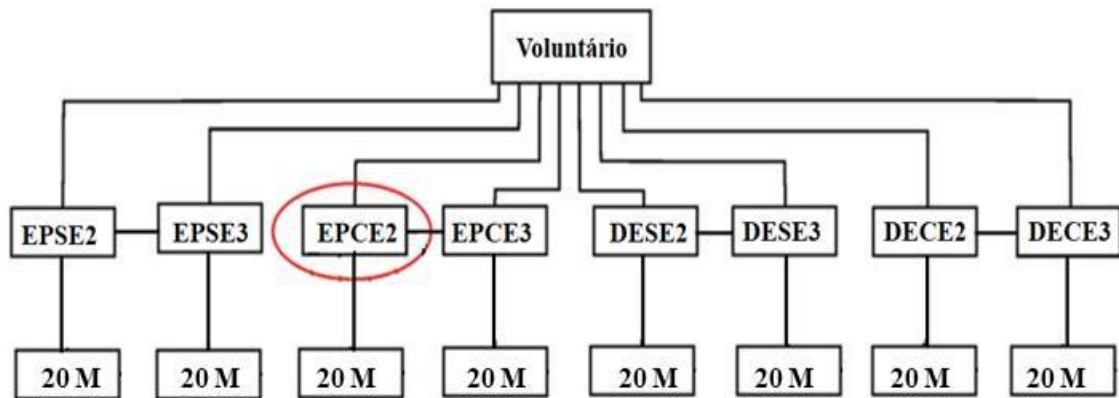 Voluntário
EPSE2
EPSE3
EPCE2
EPCE3
DESE2
DESE3
DECE2
DECE3
20 M
20 M
20 M
20 M
20 M
20 M
20 M
20 M